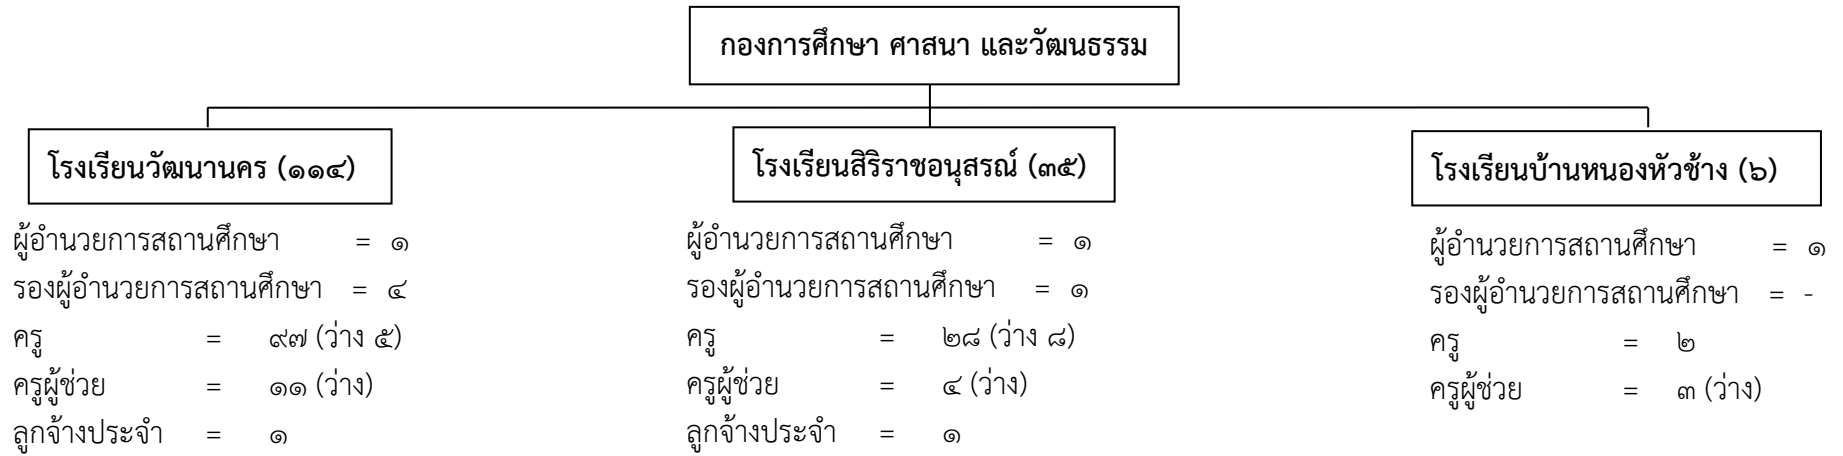 กองการศึกษา ศาสนา และวัฒนธรรม
โรงเรียนวัฒนานคร (๑๑๔)
ผู้อำนวยการสถานศึกษา = ๑
รองผู้อำนวยการสถานศึกษา = ๔
ครู = ๙๗ (ว่าง ๕)
ครูผู้ช่วย = ๑๑ (ว่าง)
ลูกจ้างประจำ = ๑
โรงเรียนสิริราชอนุสรณ์ (๓๕)
ผู้อำนวยการสถานศึกษา = ๑
รองผู้อำนวยการสถานศึกษา = ๑
ครู = ๒๘ (ว่าง ๘)
ครูผู้ช่วย = ๔ (ว่าง)
ลูกจ้างประจำ = ๑
โรงเรียนบ้านหนองหัวช้าง (๖)
ผู้อำนวยการสถานศึกษา = ๑
รองผู้อำนวยการสถานศึกษา = -
ครู = ๒
ครูผู้ช่วย = ๓ (ว่าง)